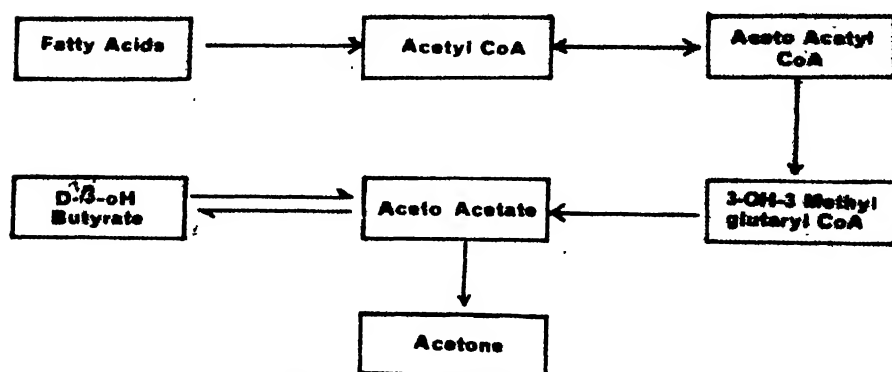 Fatty Acids
Acetyl CoA
Aceto Acetyl
CoA
D-β-oH
Butyrate
Aceto Acetate
3-OH-3 Methyl
glutaryl CoA
Acetone